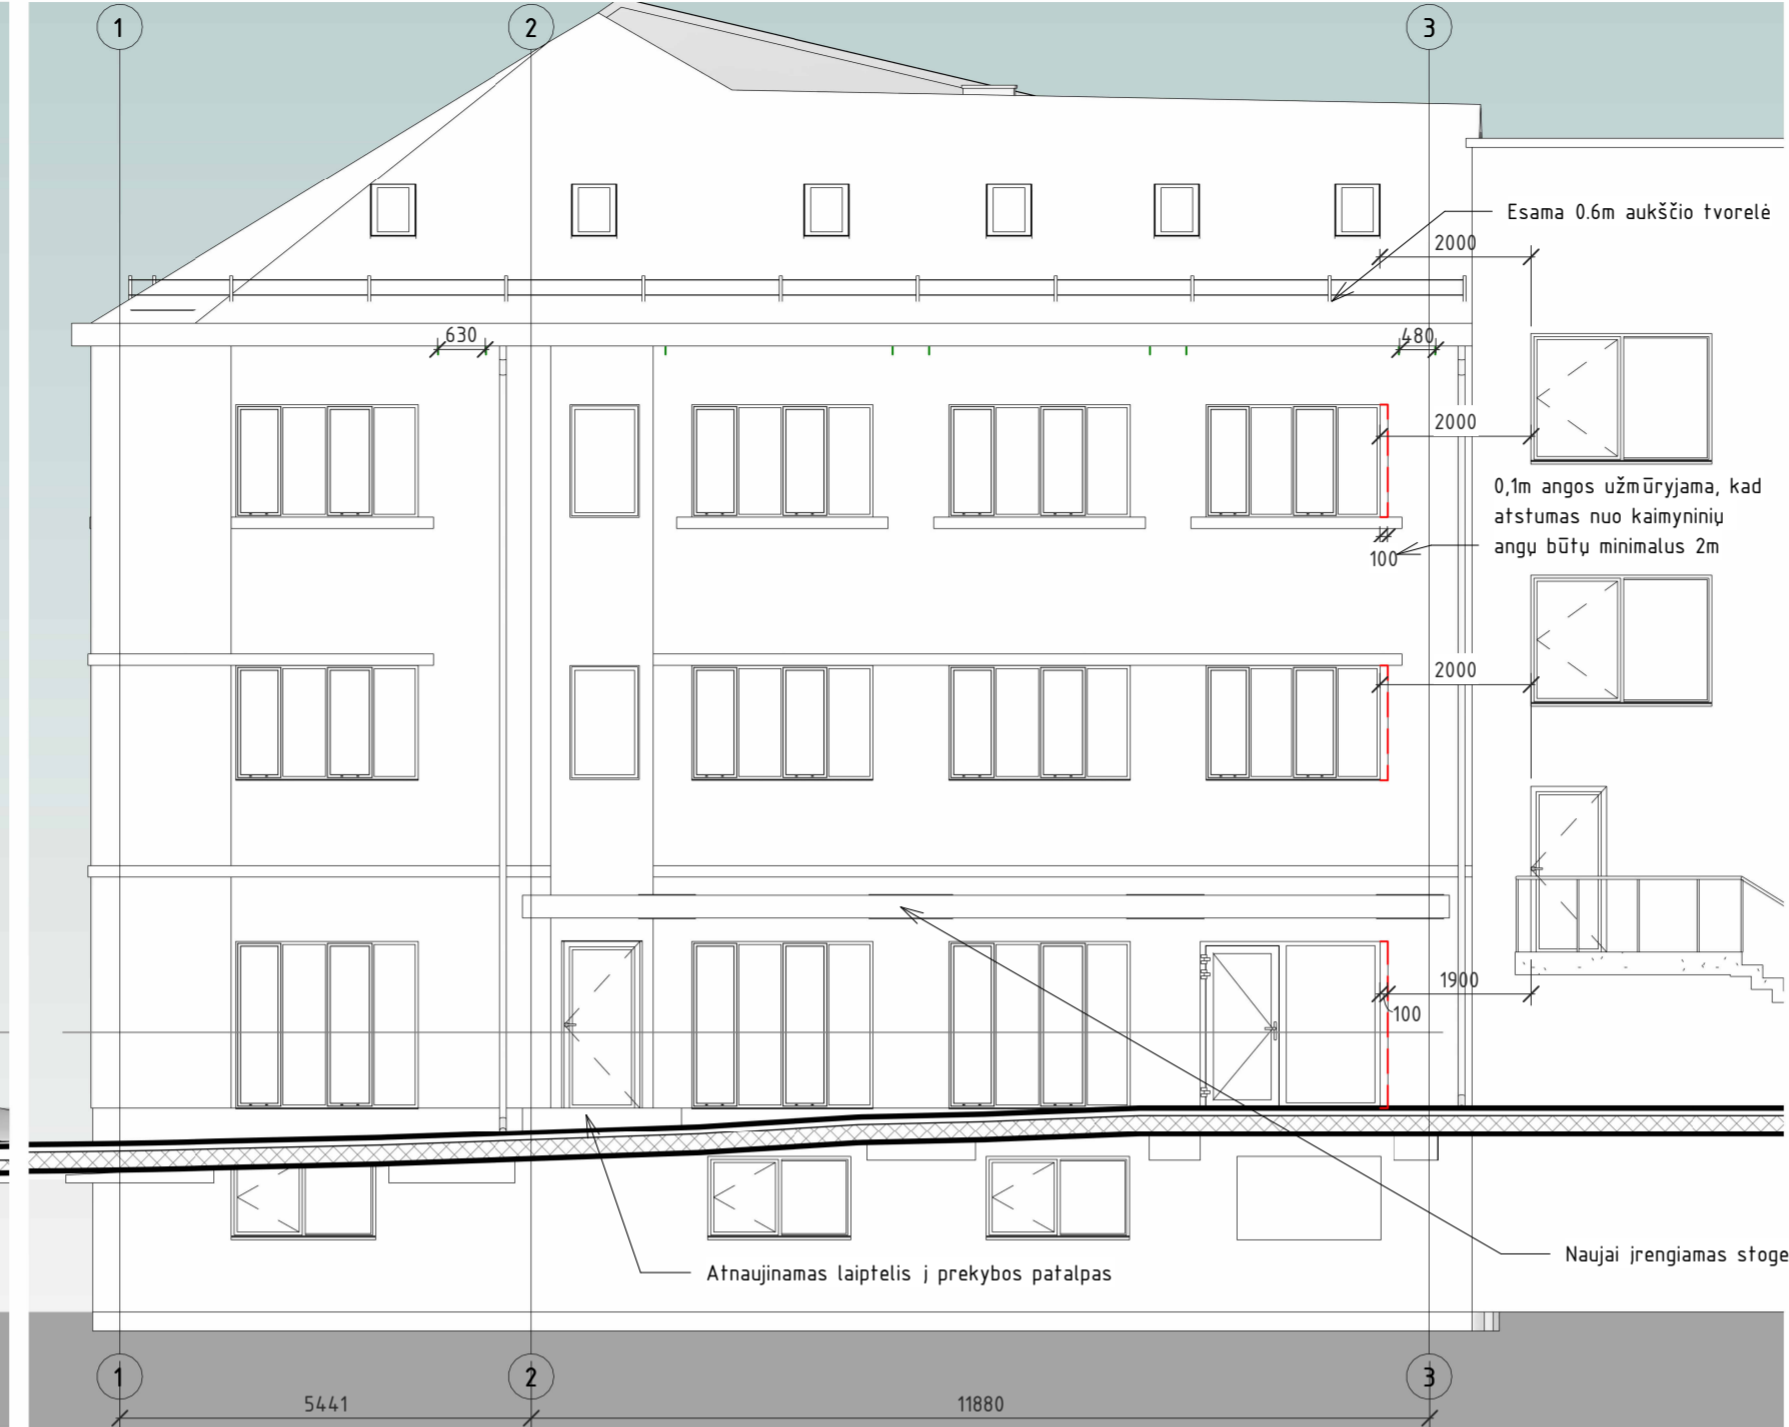 1
2
3
Esama 0.6m aukščio tvorelė
2000
630
480
2000
0,1m angos užmūryjama, kad
atstumas nuo kaimyninių
angų būtų minimalus 2m
100
2000
1900
100
Naujai įrengiamas stoge
Atnaujinamas laiptelis į prekybos patalpas
1
2
3
5441
11880